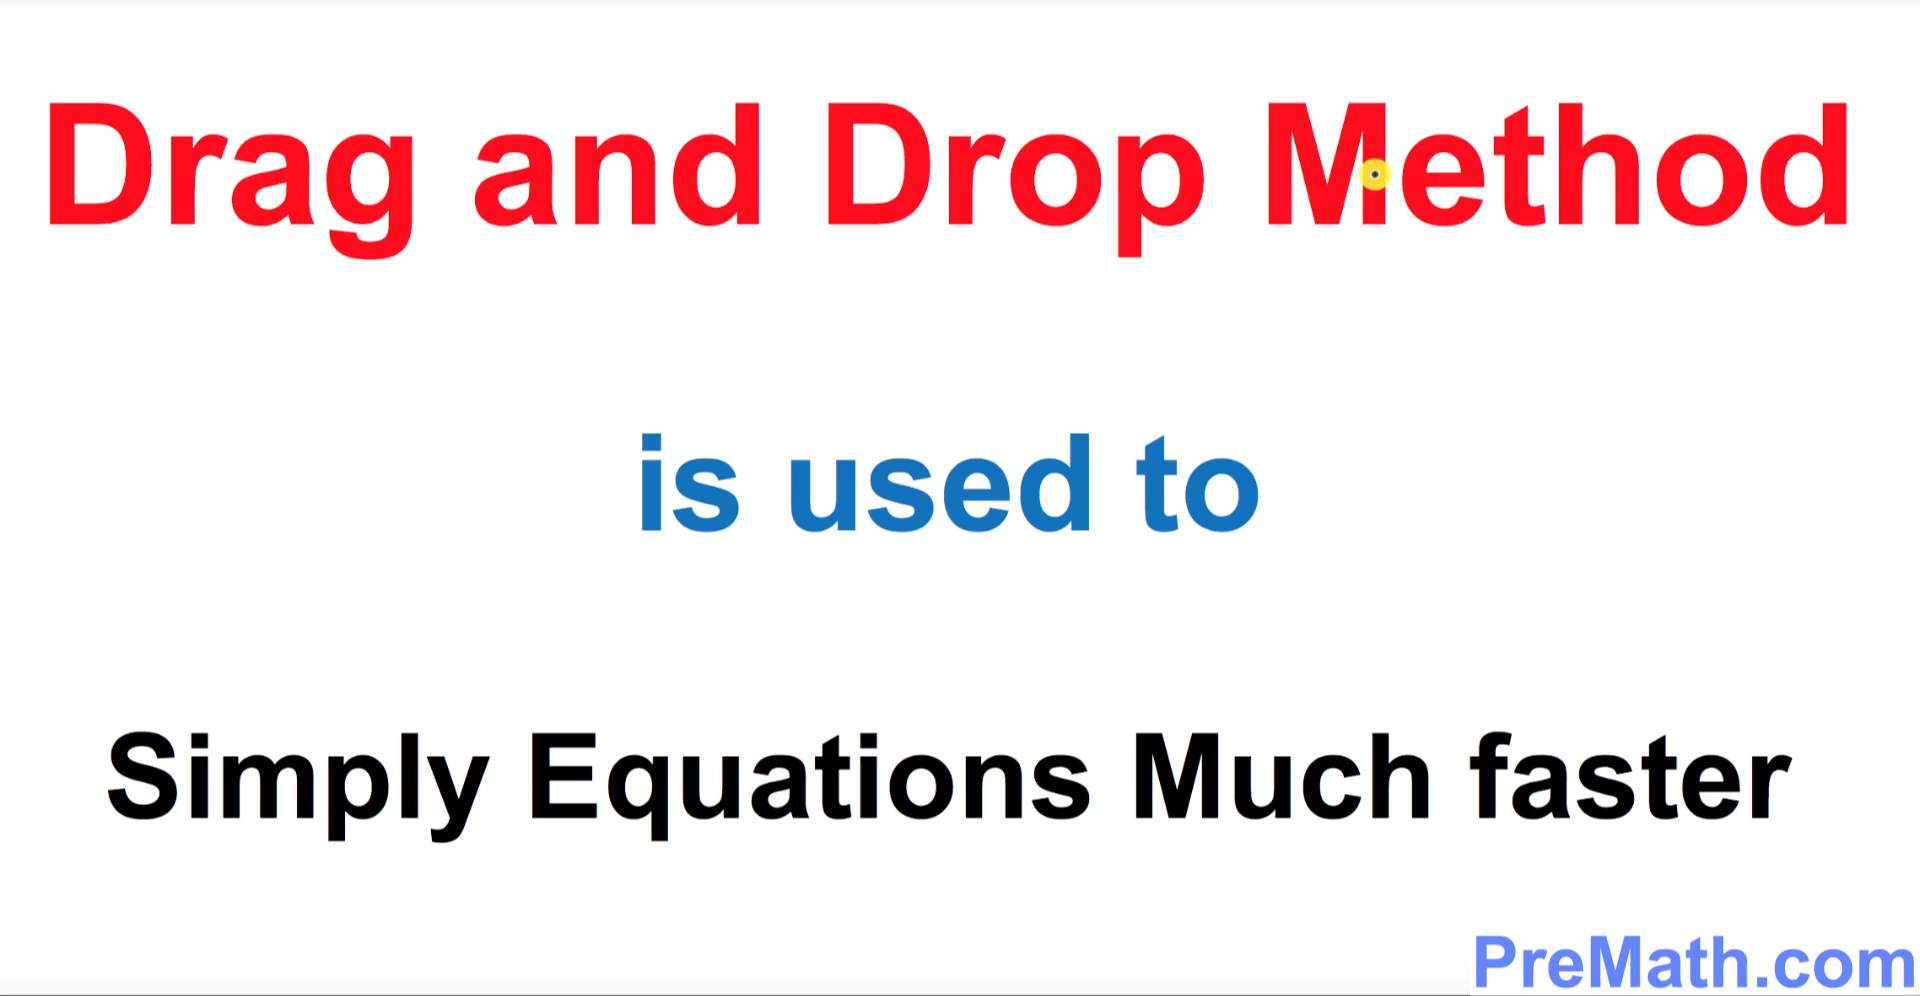 Drag and Drop Method
is used to
Simply Equations Much faster
PreMath.com